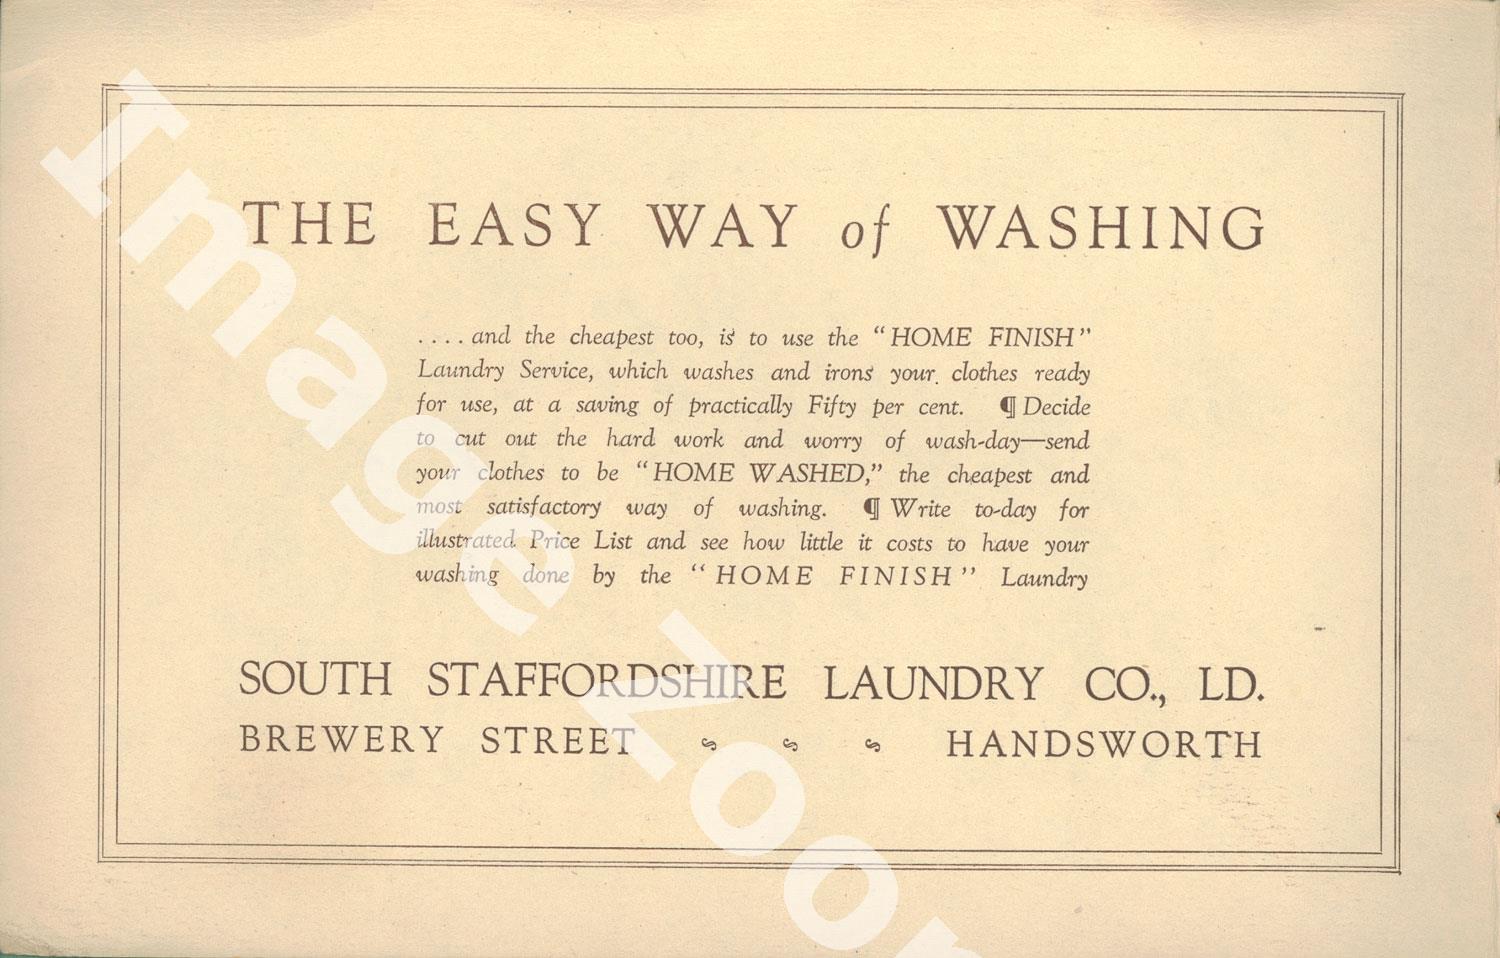 THE EASY WAY of WASHING
. . . . and the cheapest too, is to use the “HOME FINISH”
Laundry Service, which washes and irons your clothes ready
for use, at a saving of practically Fifty per cent. ¶ Decide
to cut out the hard work and worry of wash-day—send
your clothes to be “HOME WASHED,” the cheapest and
most satisfactory way of washing. ¶ Write to-day for
illustrated Price List and see how little it costs to have your
washing done by the “HOME FINISH” Laundry
SOUTH STAFFORDSHIRE LAUNDRY CO., LD.
BREWERY STREET HANDSWORTH
Image Zoom